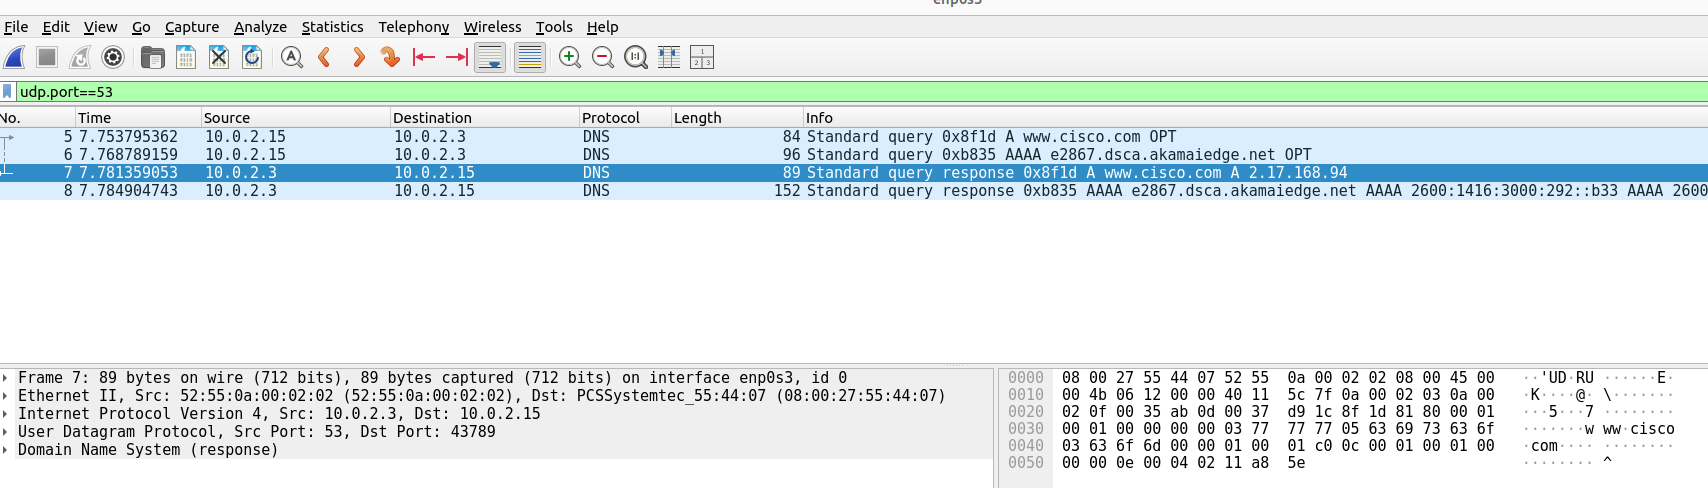 enp0s3
File Edit View Go Capture Analyze Statistics Telephony Wireless Tools Help
udp.port==53
No. Time Source Destination Protocol Length Info
5 7.753795362 10.0.2.15 10.0.2.3 DNS 84 Standard query 0x8f1d A www.cisco.com OPT
6 7.768789159 10.0.2.15 10.0.2.3 DNS 96 Standard query 0xb835 AAAA e2867.dsca.akamaiedge.net OPT
7 7.781359053 10.0.2.3 10.0.2.15 DNS 89 Standard query response 0x8f1d A www.cisco.com A 2.17.168.94
8 7.784904743 10.0.2.3 10.0.2.15 DNS 152 Standard query response 0xb835 AAAA e2867.dsca.akamaiedge.net AAAA 2600:1416:3000:292::b33 AAAA 2600
Frame 7: 89 bytes on wire (712 bits), 89 bytes captured (712 bits) on interface enp0s3, id 0
Ethernet II, Src: 52:55:0a:00:02:02 (52:55:0a:00:02:02), Dst: PCSSystemtec_55:44:07 (08:00:27:55:44:07)
Internet Protocol Version 4, Src: 10.0.2.3, Dst: 10.0.2.15
User Datagram Protocol, Src Port: 53, Dst Port: 43789
Domain Name System (response)
0000 08 00 27 55 44 07 52 55 0a 00 02 02 08 00 45 00 ··'UD·RU ······E·
0010 00 4b 06 12 00 00 40 11 5c 7f 0a 00 02 03 0a 00 ·K····@· \·······
0020 02 0f 00 35 ab 0d 00 37 d9 1c 8f 1d 81 80 00 01 ···5···7 ········
0030 00 01 00 00 00 00 03 77 77 77 05 63 69 73 63 6f ·······w ww·cisco
0040 03 63 6f 6d 00 00 01 00 01 c0 0c 00 01 00 01 00 ·com···· ········
0050 00 00 0e 00 04 02 11 a8 5e ········ ^